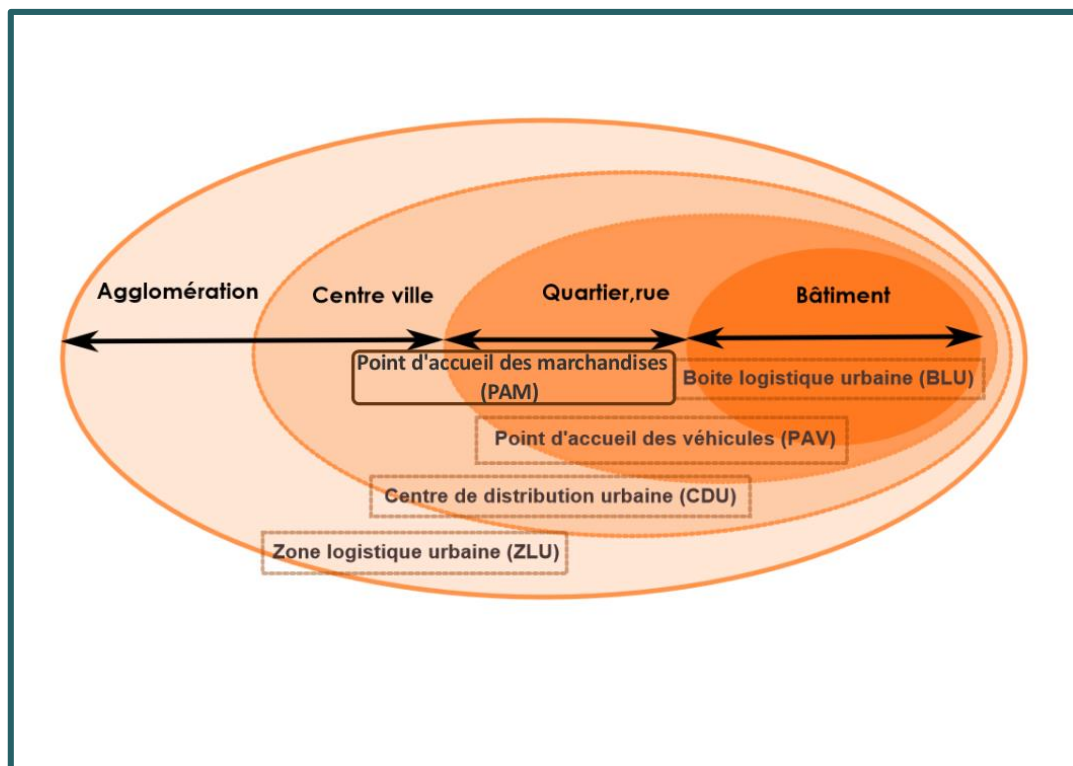 Agglomération
Centre ville
Quartier,rue
Bâtiment
Point d'accueil des marchandises
(PAM)
Boite logistique urbaine (BLU)
Point d'accueil des véhicules (PAV)
Centre de distribution urbaine (CDU)
Zone logistique urbaine (ZLU)